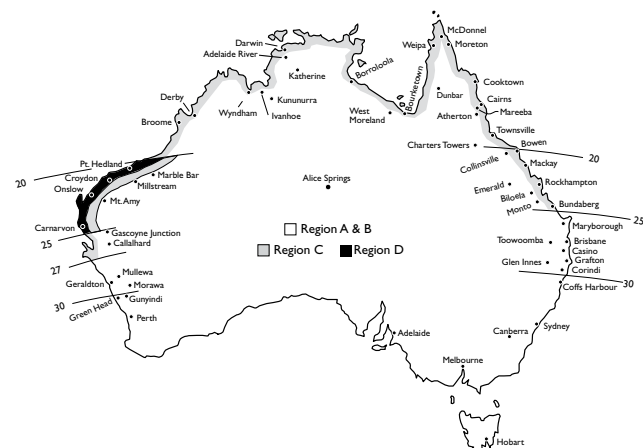 McDonnel
Moreton
Weipa
Darwin
Adelaide River
Katherine
Borroloola
Bourketown
Cooktown
Derby
Kununurra
Dunbar
Cairns
Mareeba
Wyndham
Ivanhoe
West
Moreland
Atherton
Broome
Townsville
Charters Towers
Bowen
20
Pt. Hedland
Collinsville
Mackay
20
Croydon
Marble Bar
Alice Springs
Emerald
Rockhampton
Onslow
Millstream
Biloela
Mt.Amy
Monto
Bundaberg
25
Carnarvon
Region A & B
Maryborough
25
Gascoyne Junction
Toowoomba
Brisbane
Callalhard
Region C
Region D
Casino
27
Glen Innes
Grafton
Mullewa
Corindi
30
Geraldton
Morawa
Coffs Harbour
30
Green Head
Gunyindi
Perth
Sydney
Adelaide
Canberra
Melbourne
Hobart